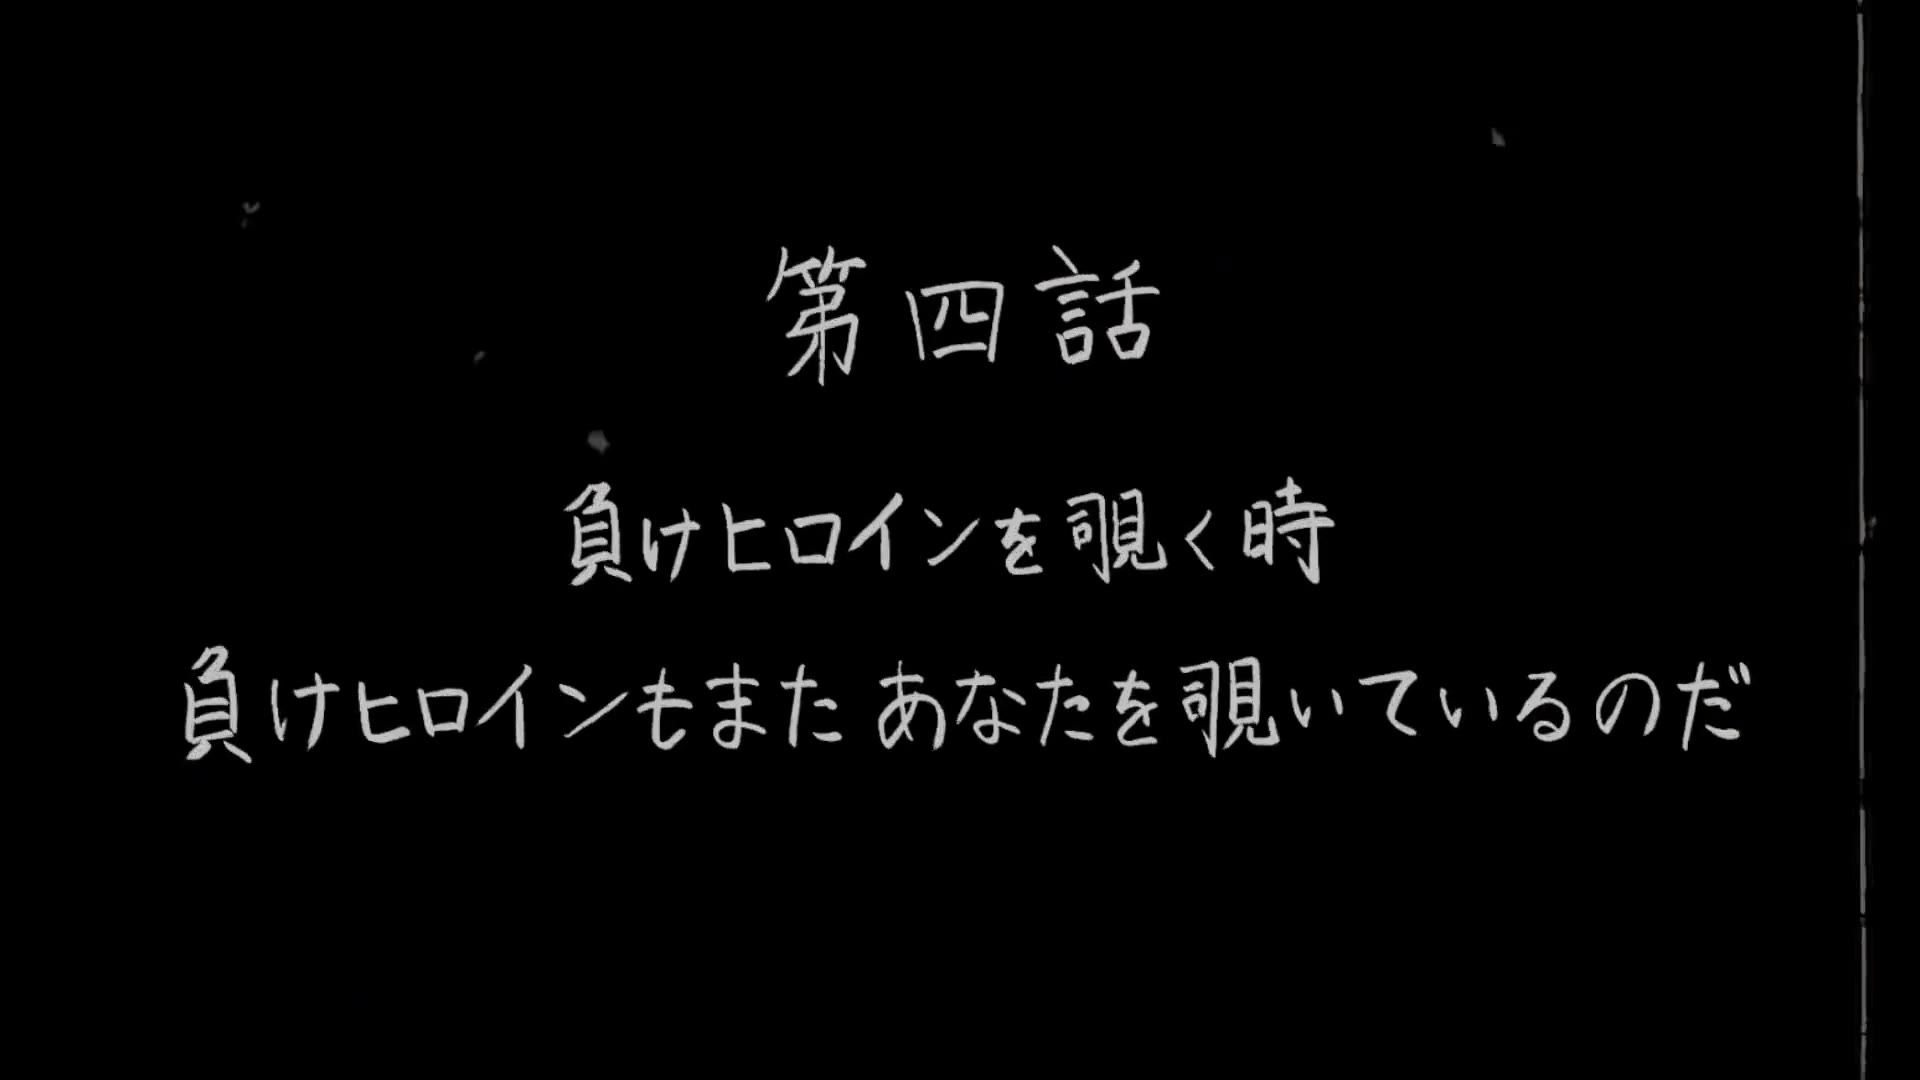 第四話
負けヒロインを覗く時
負けヒロインもまた あなたを覗いているのだ